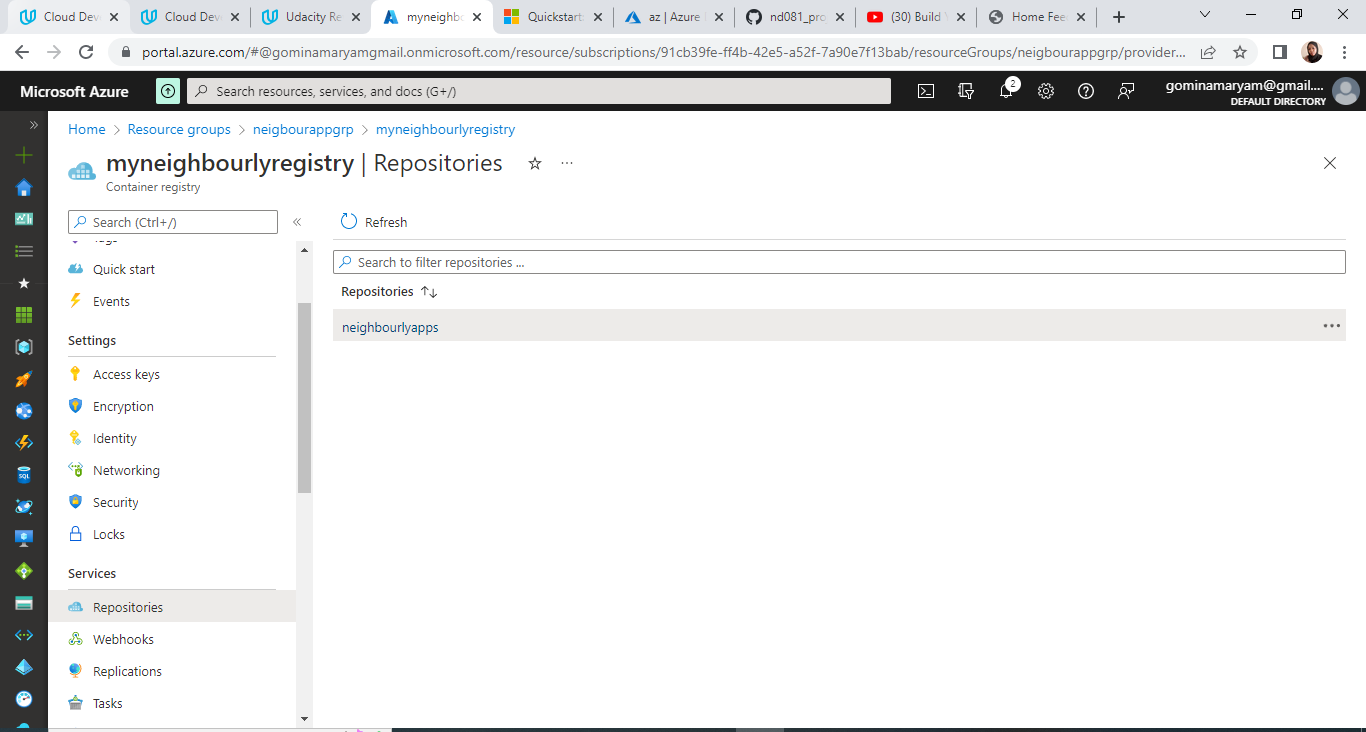 Cloud Dev
Cloud Dev
Udacity Re
myneighbo
Quickstart:
az | Azure
nd081_pro
(30) Build
Home Fee
portal.azure.com/#@gominamaryamgmail.onmicrosoft.com/resource/subscriptions/91cb39fe-ff4b-42e5-a52f-7a90e7f13bab/resourceGroups/neigbourappgrp/provider...
Microsoft Azure
Search resources, services, and docs (G+/)
2
gominamaryam@gmail....
DEFAULT DIRECTORY
Home > Resource groups > neigbourappgrp > myneighbourlyregistry
myneighbourlyregistry | Repositories
Container registry
Search (Ctrl+/)
Refresh
Tags
Quick start
Events
Settings
Access keys
Encryption
Identity
Networking
Security
Locks
Services
Repositories
Webhooks
Replications
Tasks
Search to filter repositories ...
Repositories
neighbourlyapps
SQL